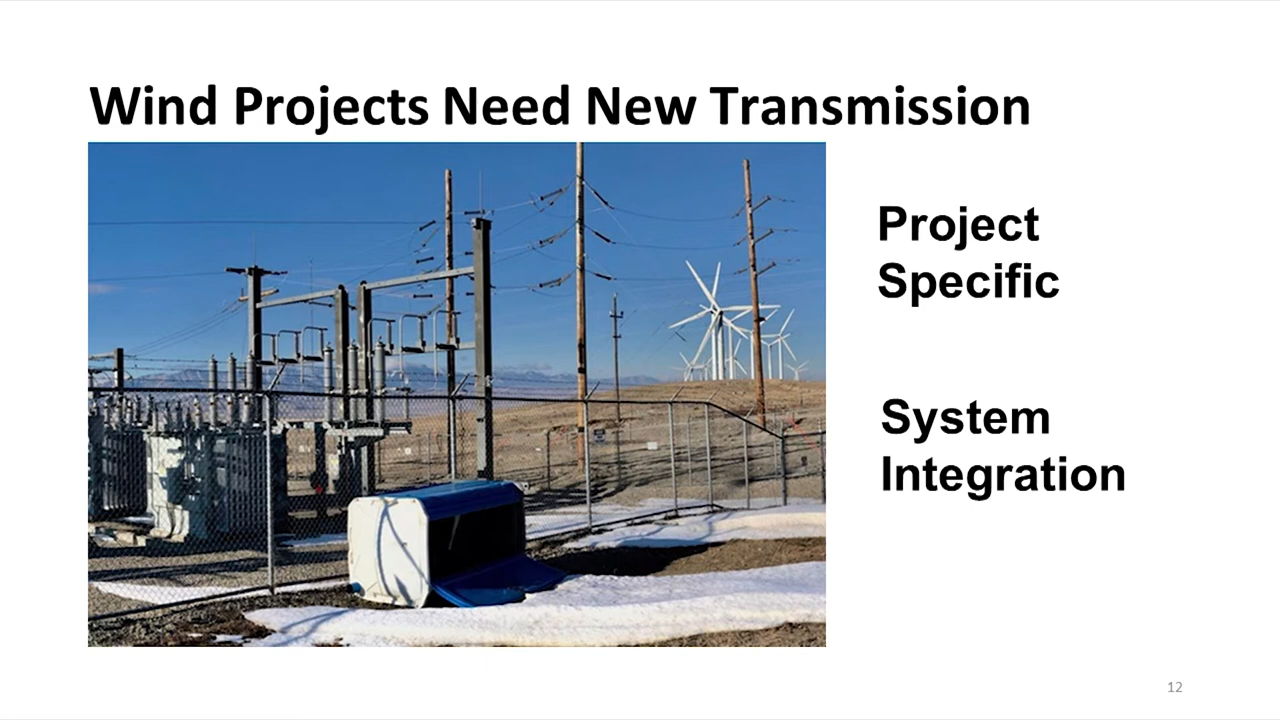 Wind Projects Need New Transmission
Project
Specific
System
Integration
12